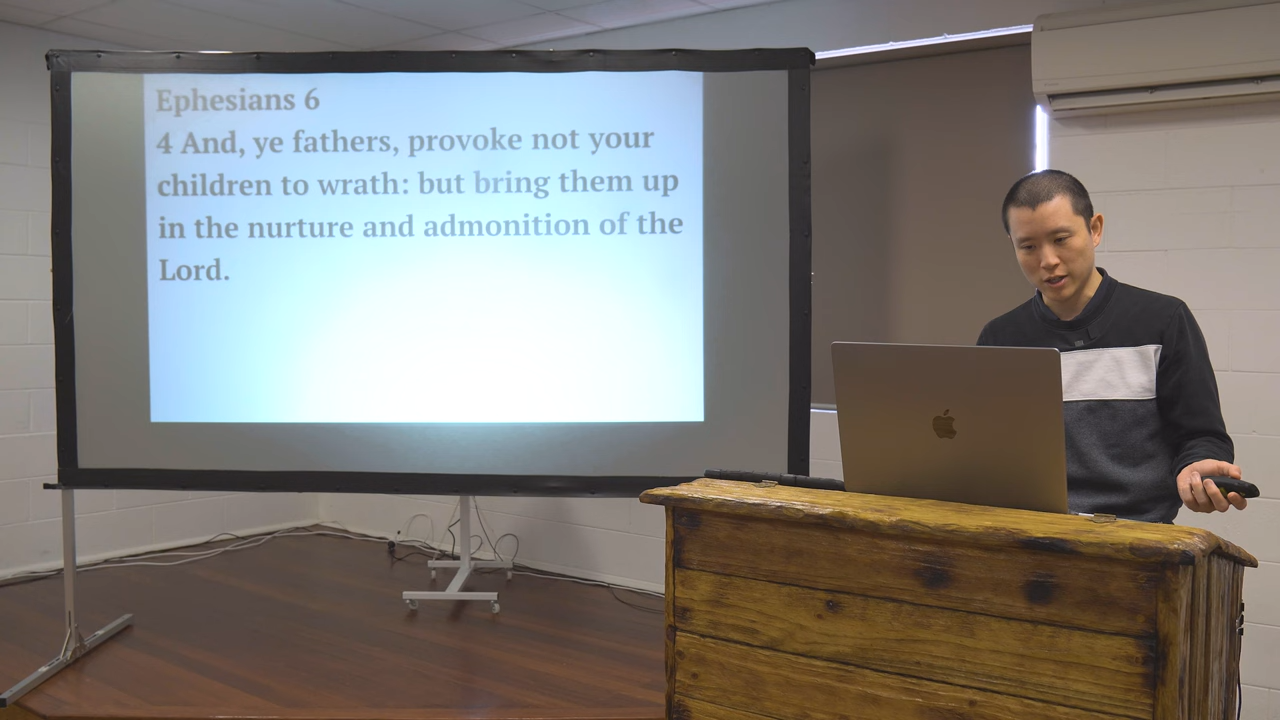 Ephesians 6
4 And, ye fathers, provoke not your
children to wrath: but bring them up
in the nurture and admonition of the
Lord.